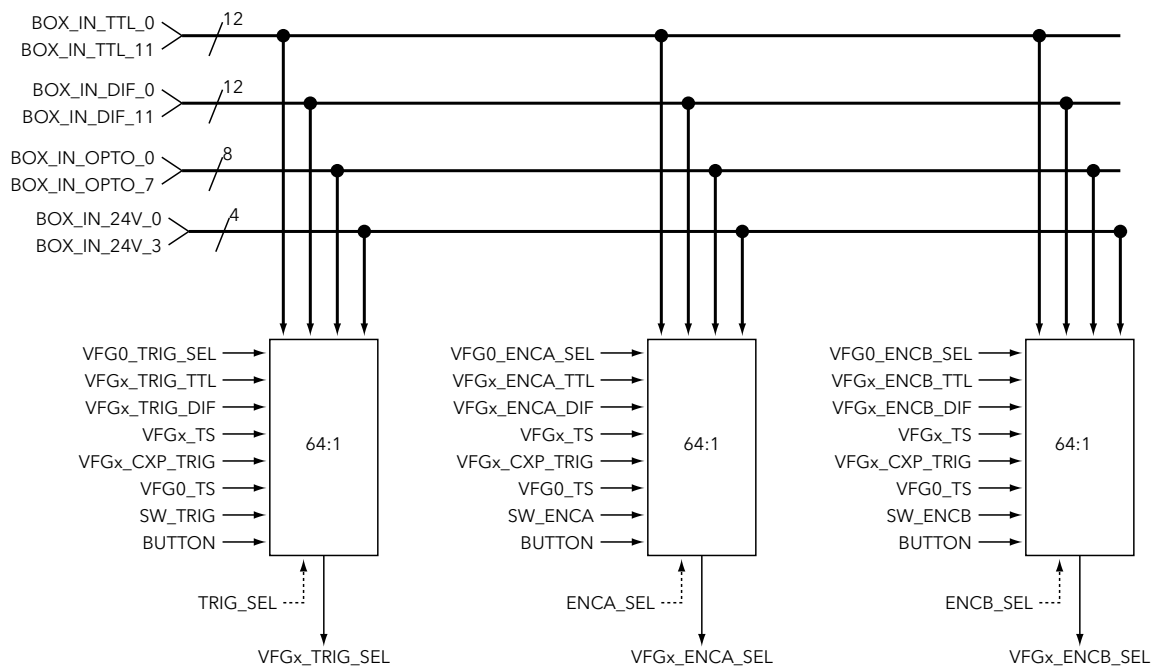 BOX_IN_TTL_0
12
BOX_IN_TTL_11
BOX_IN_DIF_0
12
BOX_IN_DIF_11
BOX_IN_OPTO_0
8
BOX_IN_OPTO_7
BOX_IN_24V_0
4
BOX_IN_24V_3
VFG0_TRIG_SEL
VFGx_TRIG_TTL
VFGx_TRIG_DIF
VFGx_TS
VFGx_CXP_TRIG
VFG0_TS
SW_TRIG
BUTTON
64:1
TRIG_SEL
VFGx_TRIG_SEL
VFG0_ENCA_SEL
VFGx_ENCA_TTL
VFGx_ENCA_DIF
VFGx_TS
VFGx_CXP_TRIG
VFG0_TS
SW_ENCA
BUTTON
64:1
ENCA_SEL
VFGx_ENCA_SEL
VFG0_ENCB_SEL
VFGx_ENCB_TTL
VFGx_ENCB_DIF
VFGx_TS
VFGx_CXP_TRIG
VFG0_TS
SW_ENCB
BUTTON
64:1
ENCB_SEL
VFGx_ENCB_SEL